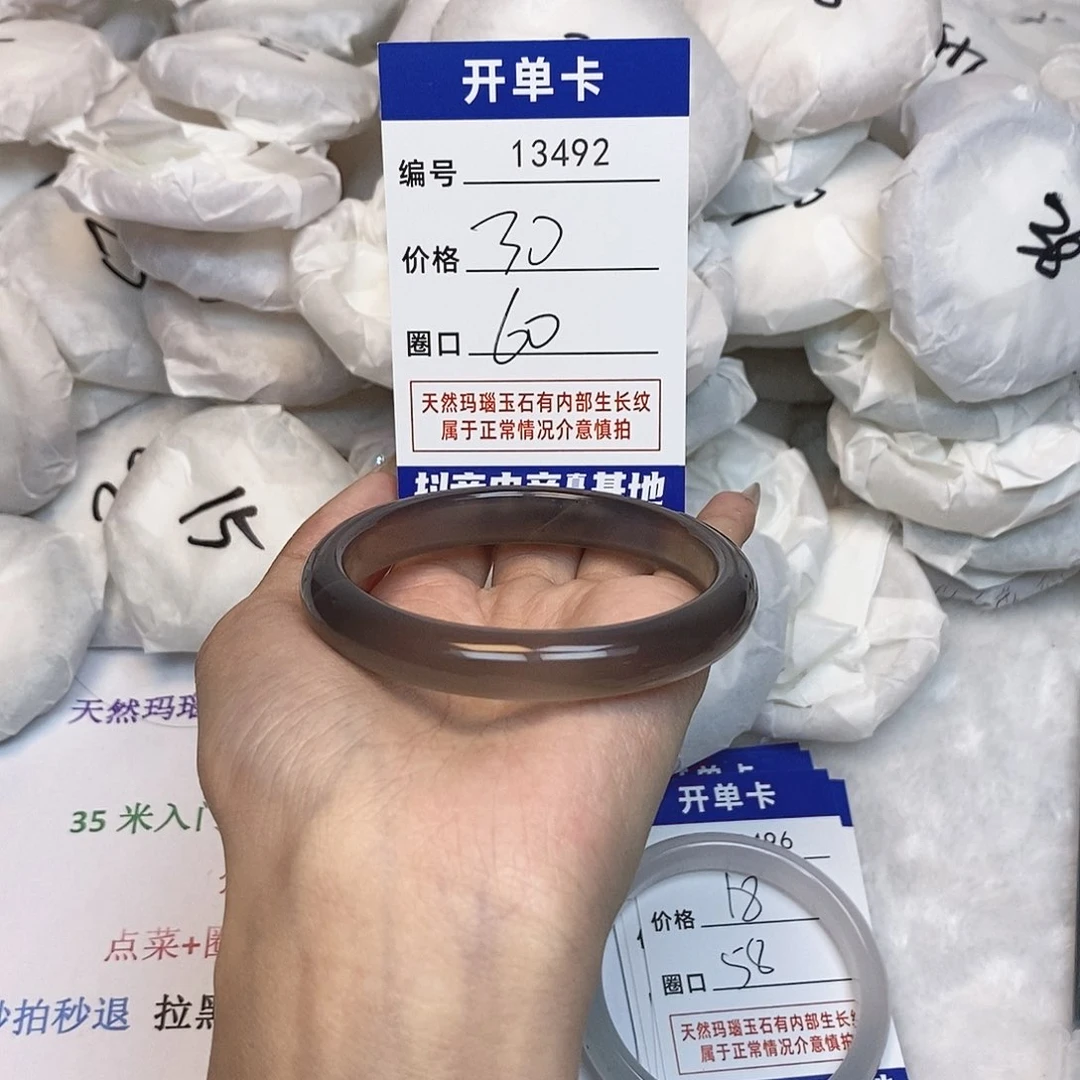 开单卡
编号 13492
价格 30
圈口 60
天然玛瑙玉石有内部生长纹
属于正常情况介意慎拍
15
天然玛瑙
35 米入门
点菜+圈
秒拍秒退 拉黑
开单卡
496
价格 18
圈口 58
天然玛瑙玉石有内部生长纹
属于正常情况介意慎拍